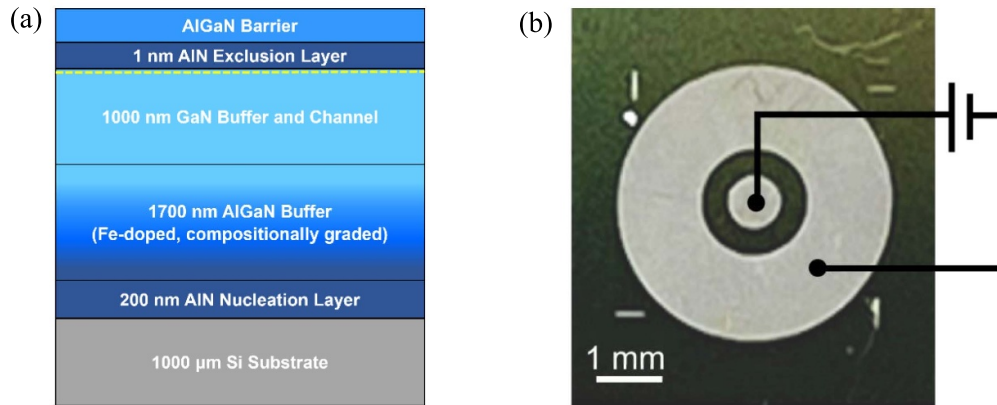 (a)
AlGaN Barrier
1 nm AlN Exclusion Layer
1000 nm GaN Buffer and Channel
1700 nm AlGaN Buffer
(Fe-doped, compositionally graded)
200 nm AlN Nucleation Layer
1000 µm Si Substrate
(b)
1 mm